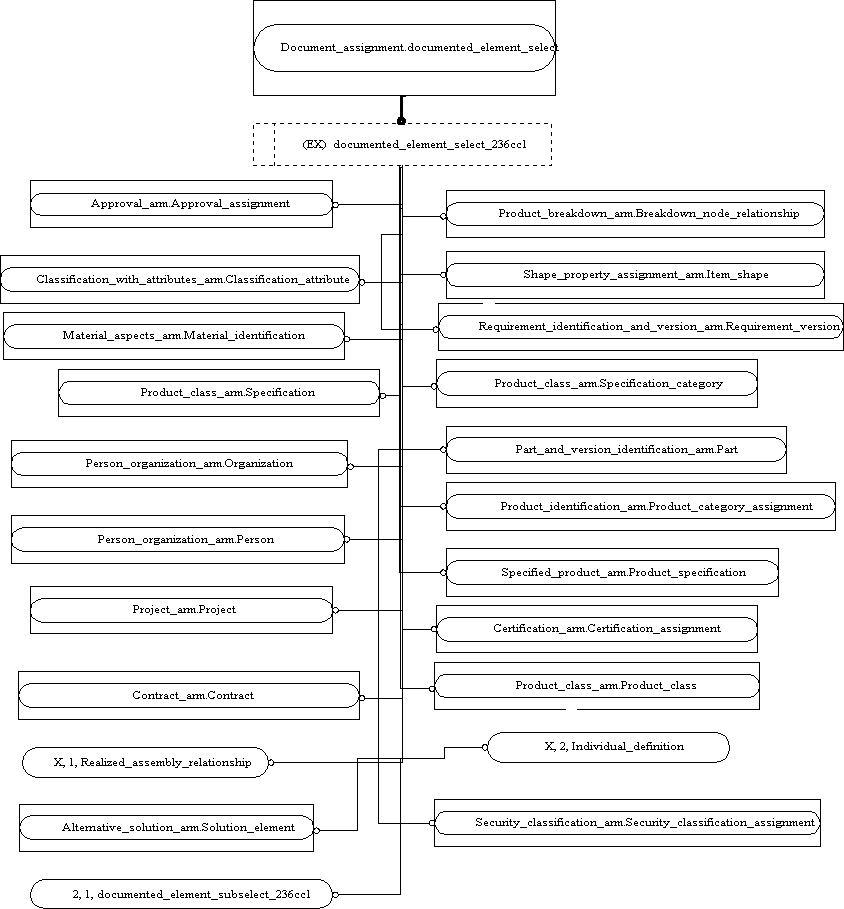 Document_assignment.documented_element_select
(EX) documented_element_select_236cc1
Approval_arm.Approval_assignment
Product_breakdown_arm.Breakdown_node_relationship
Classification_with_attributes_arm.Classification_attribute
Shape_property_assignment_arm.Item_shape
Material_aspects_arm.Material_identification
Requirement_identification_and_version_arm.Requirement_version
Product_class_arm.Specification
Product_class_arm.Specification_category
Person_organization_arm.Organization
Part_and_version_identification_arm.Part
Product_identification_arm.Product_category_assignment
Person_organization_arm.Person
Specified_product_arm.Product_specification
Project_arm.Project
Certification_arm.Certification_assignment
Contract_arm.Contract
Product_class_arm.Product_class
X, 1, Realized_assembly_relationship
X, 2, Individual_definition
Alternative_solution_arm.Solution_element
Security_classification_arm.Security_classification_assignment
2, 1, documented_element_subselect_236cc1